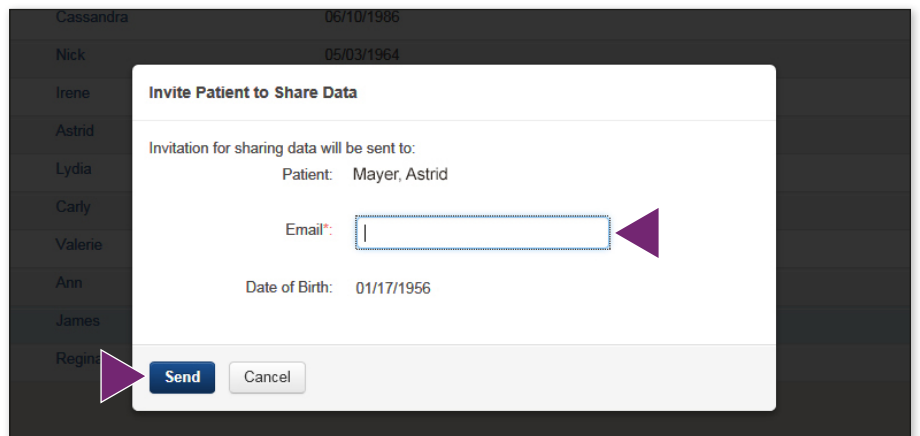 Cassandra 06/10/1986
Nick 05/03/1964
Irene
Invite Patient to Share Data
Astrid
Invitation for sharing data will be sent to:
Lydia
Patient: Mayer, Astrid
Carly
Email*:
Valerie
Ann
Date of Birth: 01/17/1956
James
Regina
Send Cancel